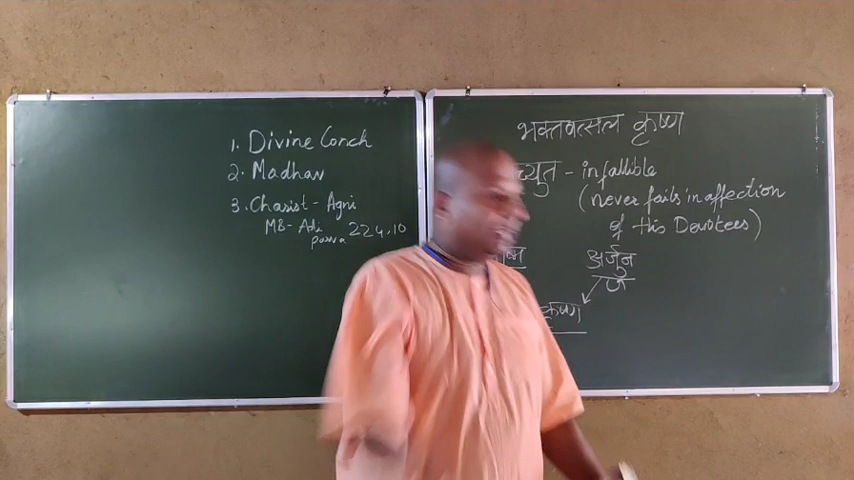 1. Divine Conch
2. Madhav
3. Chariot - Agni
MB - Adi
parva 224.10
भक्तवत्सल कृष्ण
च्युत - infallible
(never fails in affection
of His Devotees)
अर्जुन
कृष्ण